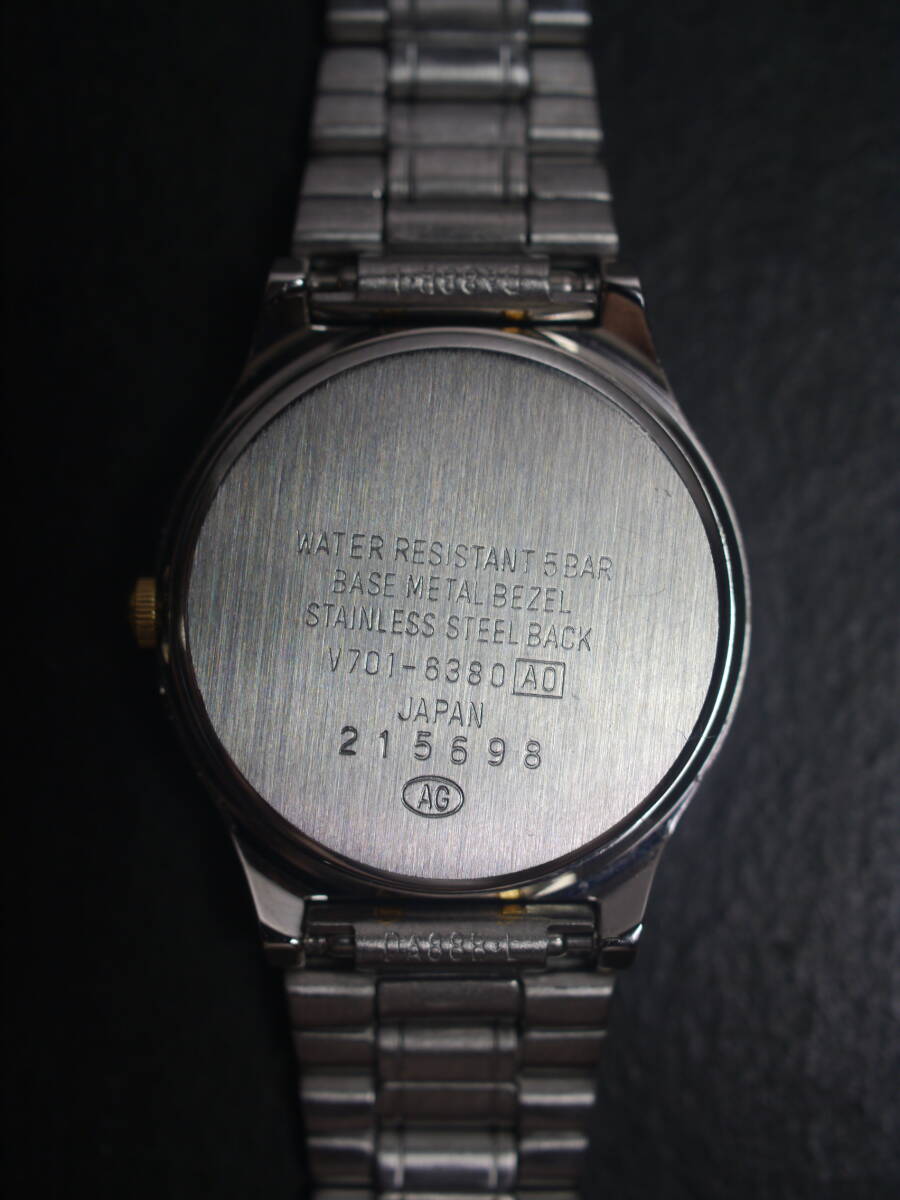 WATER RESISTANT 5 BAR
BASE METAL BEZEL
STAINLESS STEEL BACK
V701-6380 A0
JAPAN
215698
AG